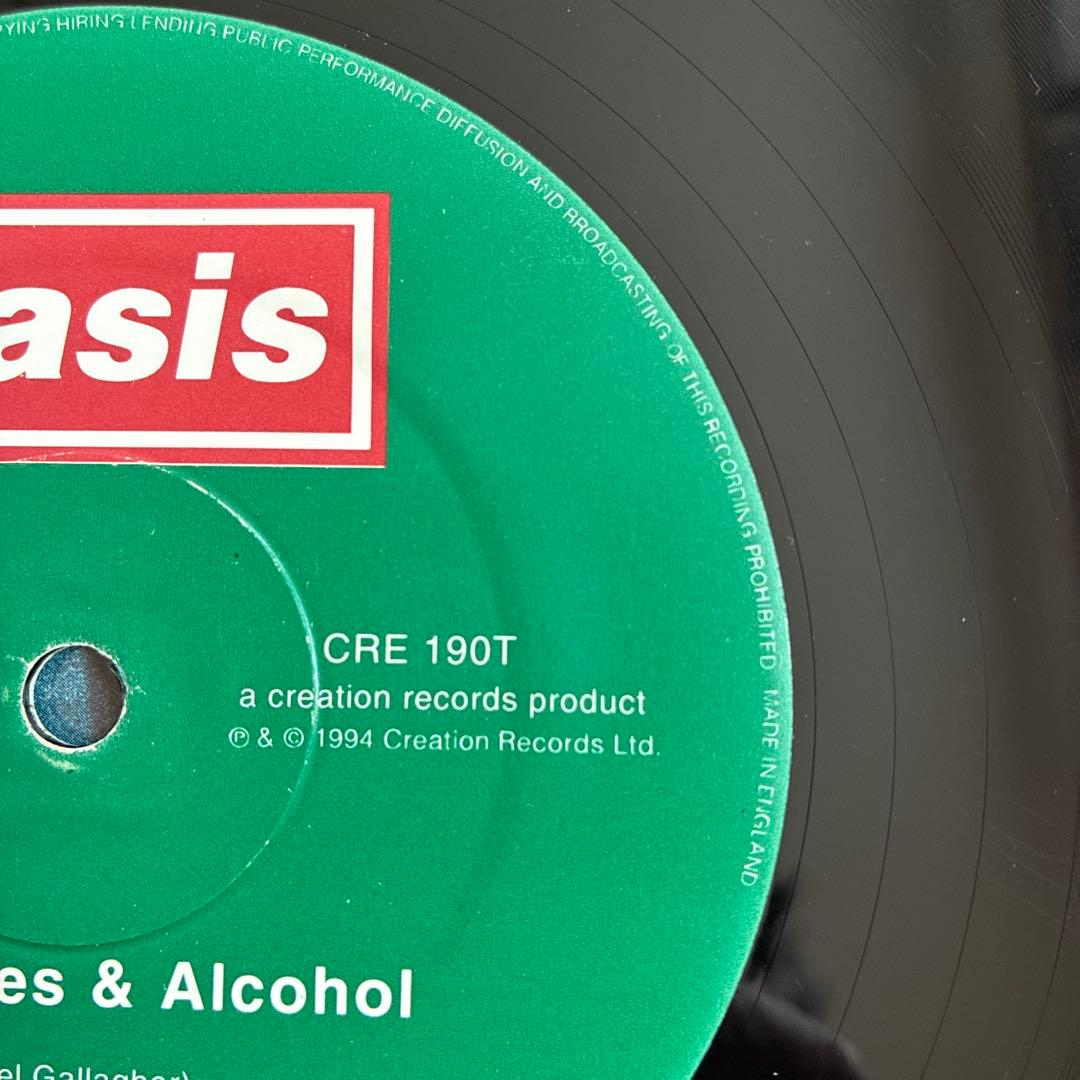 YING HIRING LENDING PUBLIC PERFORMANCE DIFFUSION AND BROADCASTING OF THIS RECORDING PROHIBITED MADE IN ENGLAND
asis
CRE 190T
a creation records product
℗ & © 1994 Creation Records Ltd.
es & Alcohol
el Gallagher)